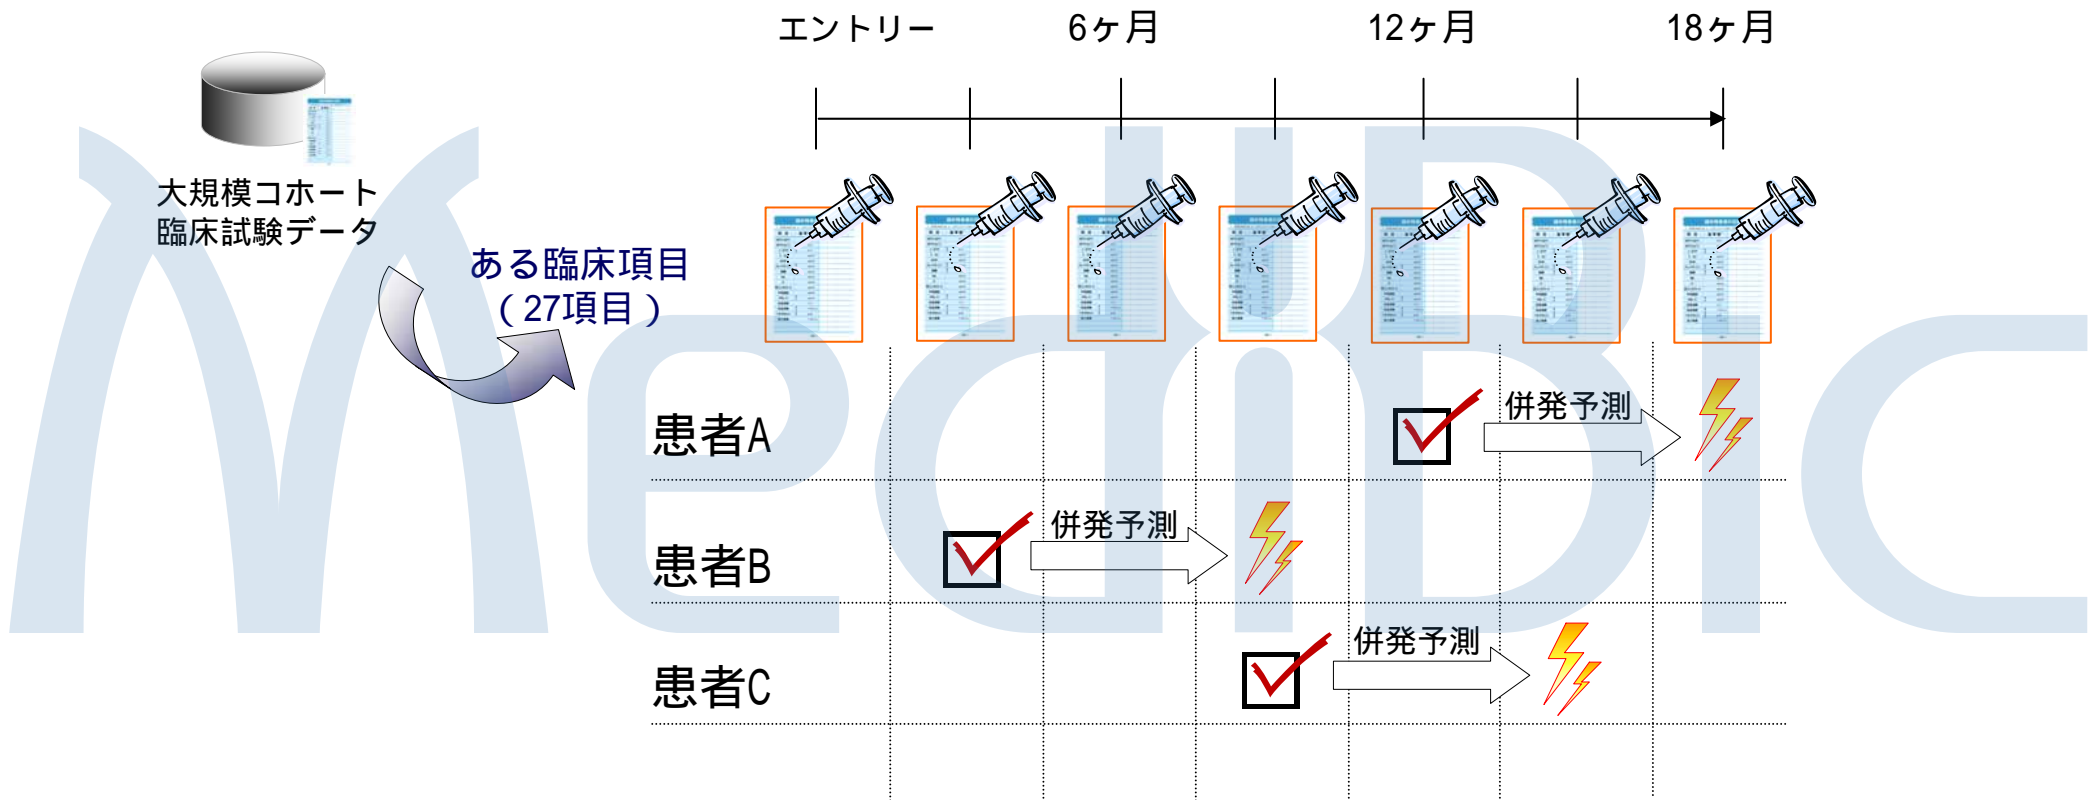 エントリー 6ヶ月 12ヶ月 18ヶ月
大規模コホート
臨床試験データ
ある臨床項目
(27項目)
患者A 併発予測
患者B 併発予測
患者C 併発予測
MediBic